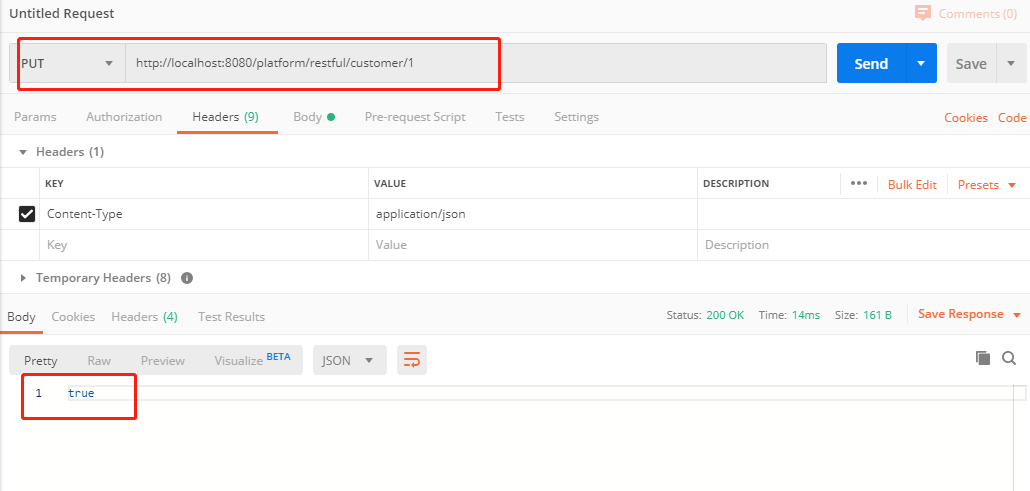 Untitled Request
Comments (0)
PUT http://localhost:8080/platform/restful/customer/1 Send Save
Params Authorization Headers (9) Body Pre-request Script Tests Settings Cookies Code
Headers (1)
KEY VALUE DESCRIPTION ••• Bulk Edit Presets
Content-Type application/json
Key Value Description
Temporary Headers (8) i
Body Cookies Headers (4) Test Results Status: 200 OK Time: 14ms Size: 161 B Save Response
Pretty Raw Preview Visualize BETA JSON
1 true